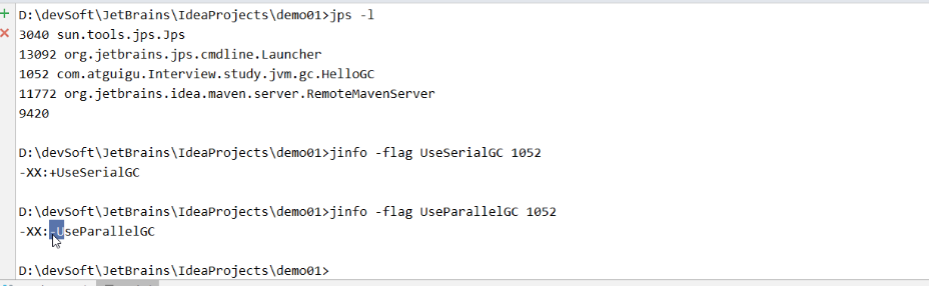 D:\devSoft\JetBrains\IdeaProjects\demo01>jps -l
3040 sun.tools.jps.Jps
13092 org.jetbrains.jps.cmdline.Launcher
1052 com.atguigu.Interview.study.jvm.gc.HelloGC
11772 org.jetbrains.idea.maven.server.RemoteMavenServer
9420
D:\devSoft\JetBrains\IdeaProjects\demo01>jinfo -flag UseSerialGC 1052
-XX:+UseSerialGC
D:\devSoft\JetBrains\IdeaProjects\demo01>jinfo -flag UseParallelGC 1052
-XX:-UseParallelGC
D:\devSoft\JetBrains\IdeaProjects\demo01>